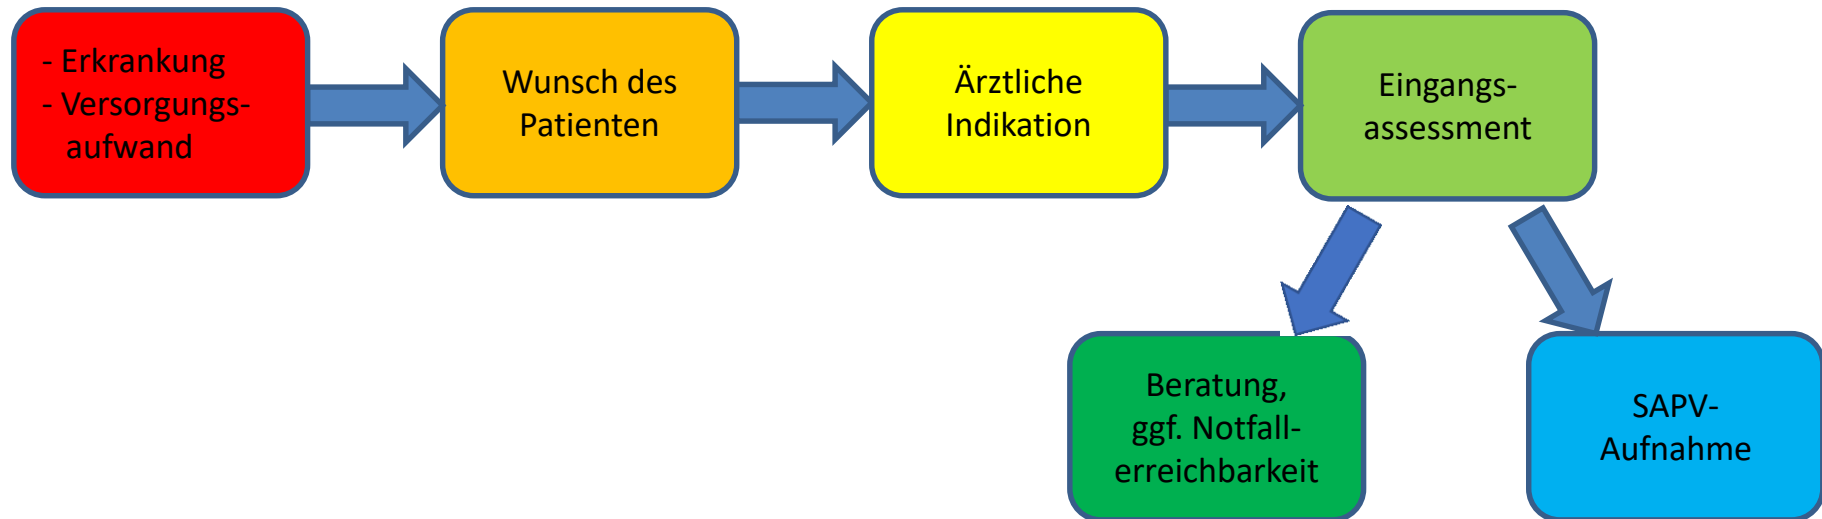 - Erkrankung
- Versorgungs-
aufwand
Wunsch des
Patienten
Ärztliche
Indikation
Eingangs-
assessment
Beratung,
ggf. Notfall-
erreichbarkeit
SAPV-
Aufnahme